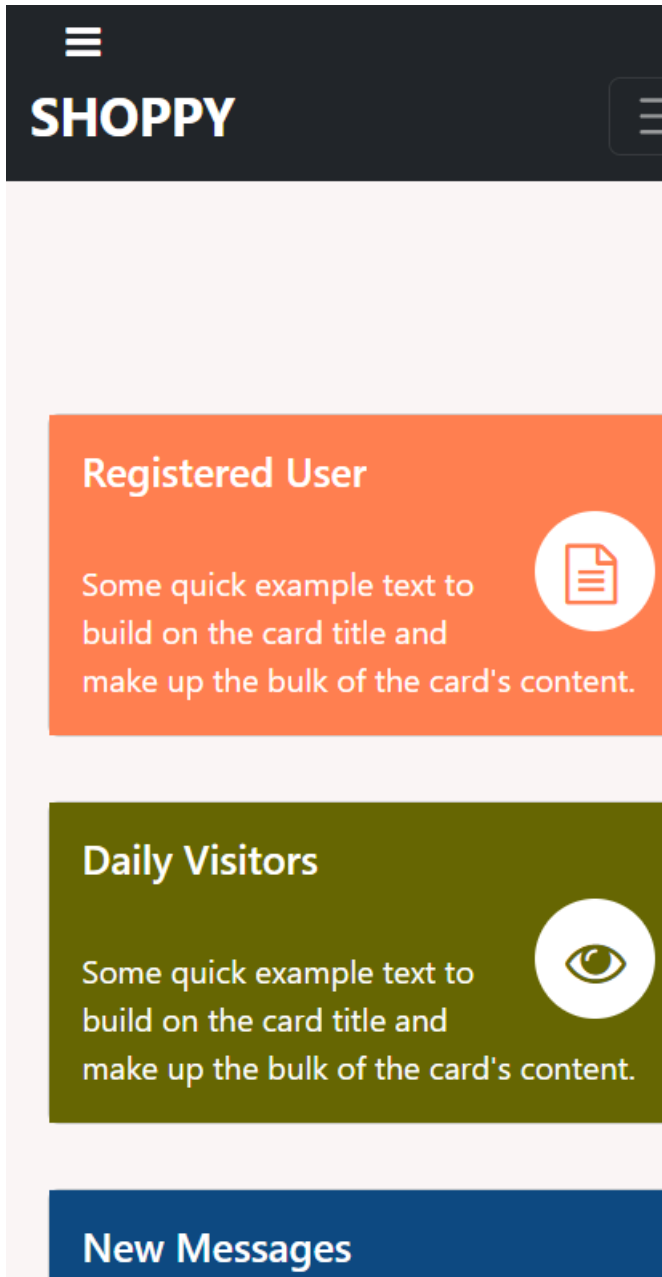 SHOPPY
Registered User
Some quick example text to
build on the card title and
make up the bulk of the card's content.
Daily Visitors
Some quick example text to
build on the card title and
make up the bulk of the card's content.
New Messages